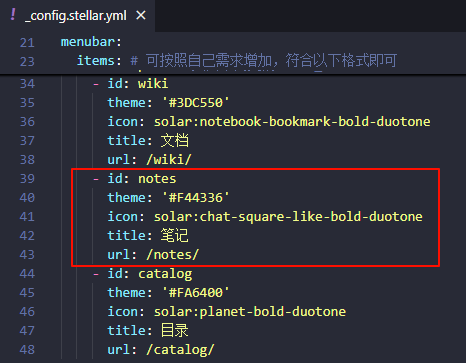 ! _config.stellar.yml ×
21 menubar:
23 items: # 可按照自己需求增加，符合以下格式即可
34 - id: wiki
35 theme: '#3DC550'
36 icon: solar:notebook-bookmark-bold-duotone
37 title: 文档
38 url: /wiki/
39 - id: notes
40 theme: '#F44336'
41 icon: solar:chat-square-like-bold-duotone
42 title: 笔记
43 url: /notes/
44 - id: catalog
45 theme: '#FA6400'
46 icon: solar:planet-bold-duotone
47 title: 目录
48 url: /catalog/